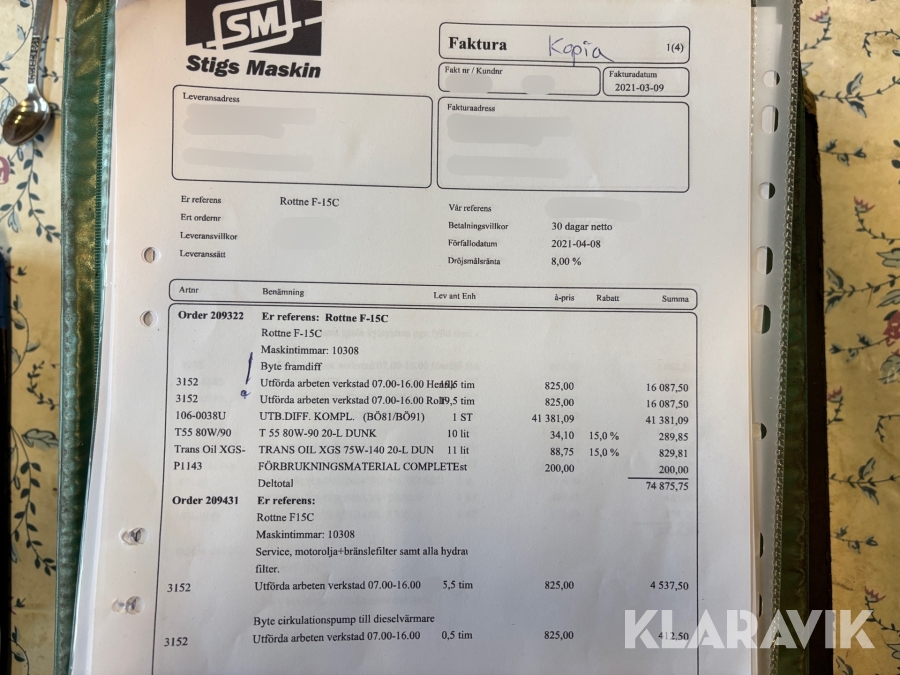 SM
Stigs Maskin
Faktura Kopia 1(4)
Fakt nr / Kundnr
Fakturadatum
2021-03-09
Leveransadress
Fakturaadress
Er referens Rottne F-15C
Ert ordernr
Leveransvillkor
Leveranssätt
Vår referens
Betalningsvillkor 30 dagar netto
Förfallodatum 2021-04-08
Dröjsmålsränta 8,00 %
Artnr Benämning Lev ant Enh à-pris Rabatt Summa
Order 209322 Er referens: Rottne F-15C
Rottne F-15C
Maskintimmar: 10308
Byte framdiff
3152 Utförda arbeten verkstad 07.00-16.00 tim 825,00 16 087,50
3152 Utförda arbeten verkstad 07.00-16.00 19,5 tim 825,00 16 087,50
106-0038U UTB.DIFF. KOMPL. (BÖ81/BÖ91) 1 ST 41 381,09 41 381,09
T55 80W/90 T 55 80W-90 20-L DUNK 10 lit 34,10 15,0 % 289,85
Trans Oil XGS- TRANS OIL XGS 75W-140 20-L DUN 11 lit 88,75 15,0 % 829,81
P1143 FÖRBRUKNINGSMATERIAL COMPLETE st 200,00 200,00
Deltotal 74 875,75
Order 209431 Er referens:
Rottne F15C
Maskintimmar: 10308
Service, motorolja+bränslefilter samt alla hydrau
filter.
3152 Utförda arbeten verkstad 07.00-16.00 5,5 tim 825,00 4 537,50
Byte cirkulationspump till dieselvärmare
3152 Utförda arbeten verkstad 07.00-16.00 0,5 tim 825,00 412,50
KLARAVIK